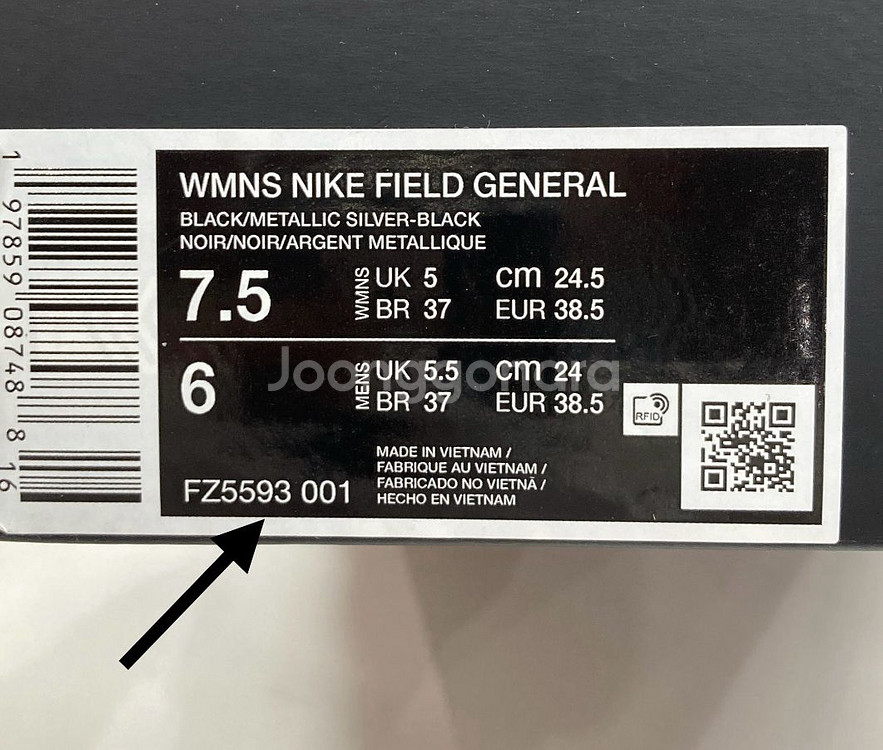 WMNS NIKE FIELD GENERAL
BLACK/METALLIC SILVER-BLACK
NOIR/NOIR/ARGENT METALLIQUE
7.5 WMNS UK 5 cm 24.5
BR 37 EUR 38.5
6 MENS UK 5.5 cm 24
BR 37 EUR 38.5
Joonggonara
RFID
MADE IN VIETNAM /
FABRIQUE AU VIETNAM /
FABRICADO NO VIETNÃ /
HECHO EN VIETNAM
FZ5593 001
1 97859 08748 8 16